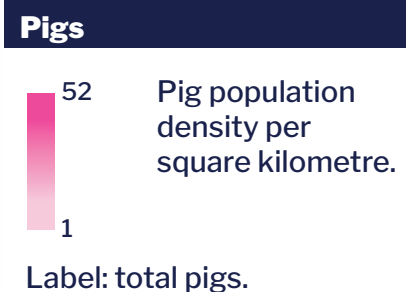 Pigs
52
Pig population
density per
square kilometre.
1
Label: total pigs.